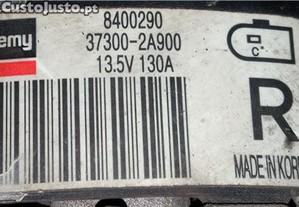 CustoJusto.pt
emy
8400290
37300-2A900
13.5V 130A
C
R
MADE IN KOR